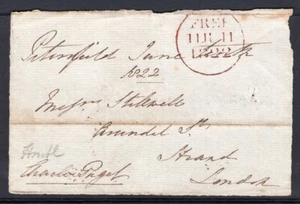 Petersfield June
1822
FREE
1822
Messrs Stilwell
Arundel St
Strand
London
Charles Paget